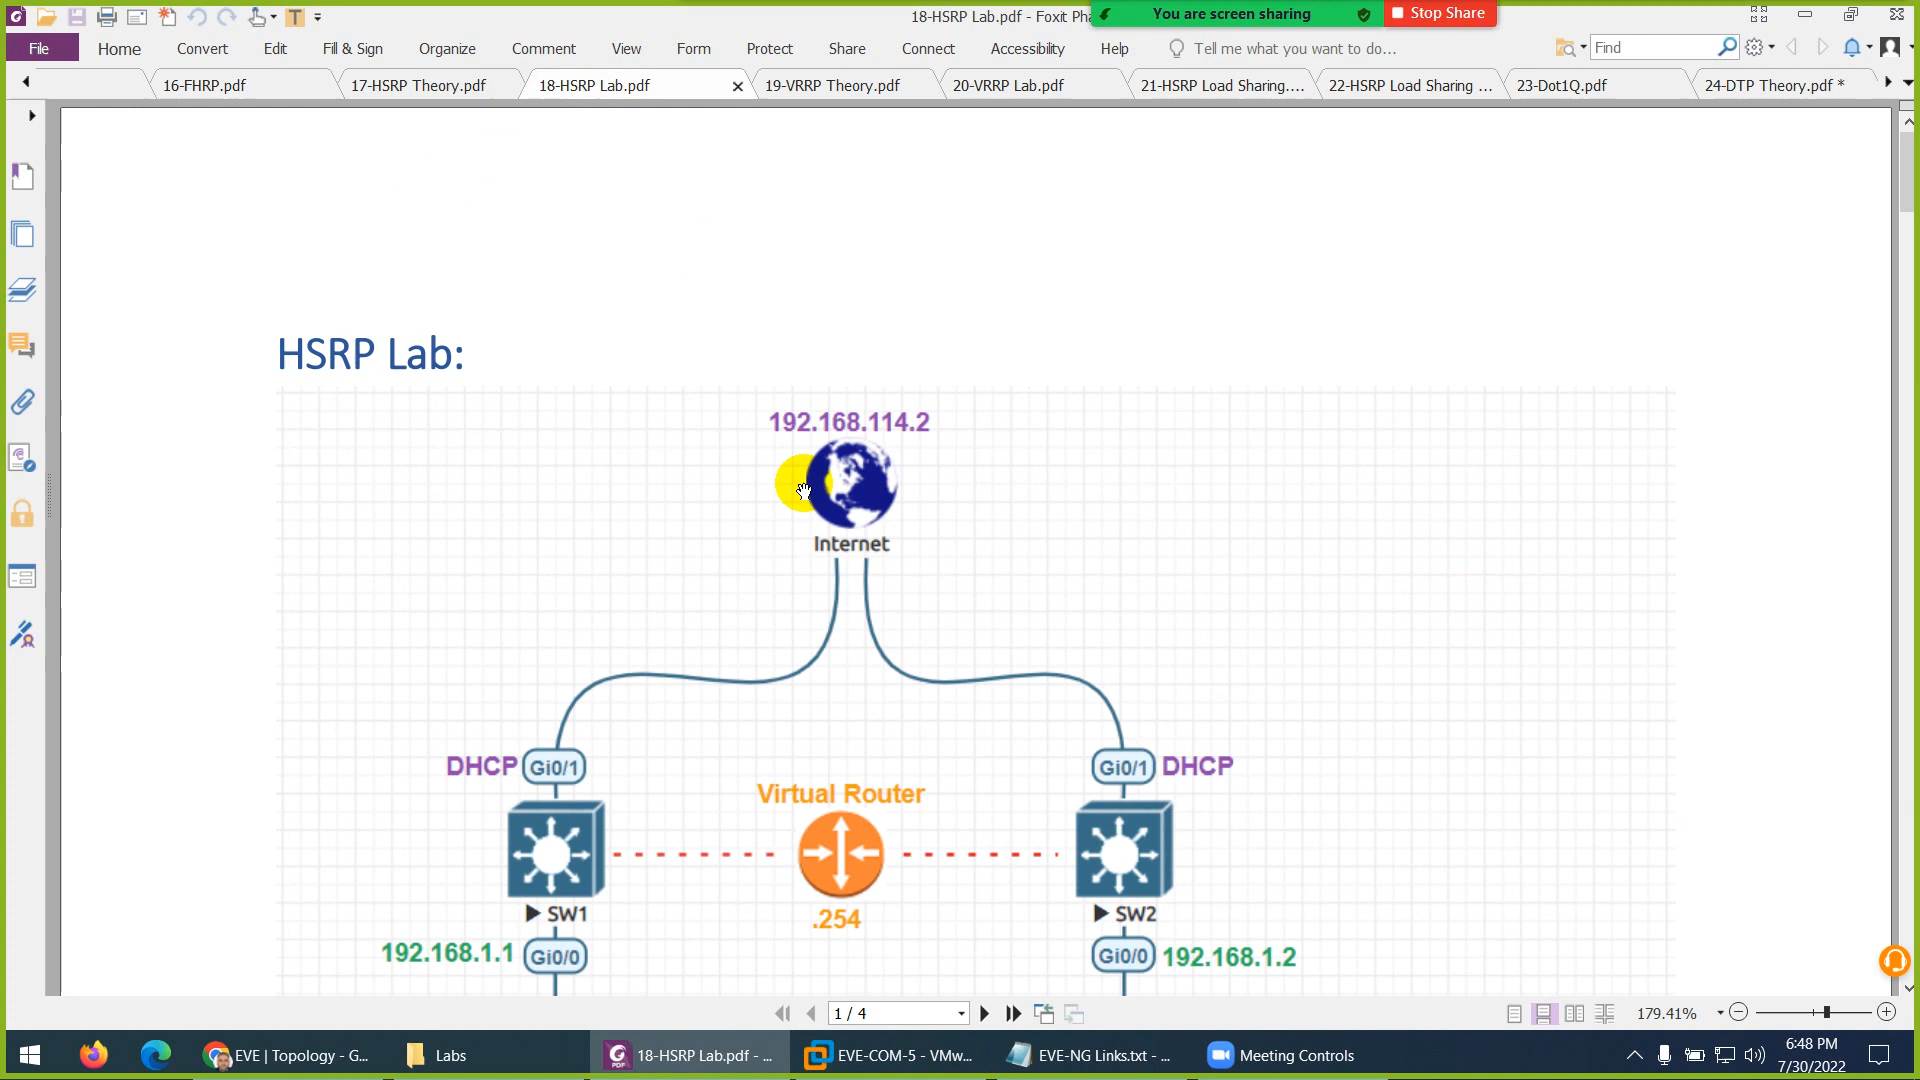 18-HSRP Lab.pdf - Foxit Pha
You are screen sharing
Stop Share
File
Home
Convert
Edit
Fill & Sign
Organize
Comment
View
Form
Protect
Share
Connect
Accessibility
Help
Tell me what you want to do...
Find
16-FHRP.pdf
17-HSRP Theory.pdf
18-HSRP Lab.pdf
19-VRRP Theory.pdf
20-VRRP Lab.pdf
21-HSRP Load Sharing....
22-HSRP Load Sharing ...
23-Dot1Q.pdf
24-DTP Theory.pdf *
HSRP Lab:
192.168.114.2
Internet
DHCP
Gi0/1
Gi0/1
DHCP
Virtual Router
SW1
.254
SW2
192.168.1.1
Gi0/0
Gi0/0
192.168.1.2
1 / 4
179.41%
EVE | Topology - G...
Labs
18-HSRP Lab.pdf - ...
EVE-COM-5 - VMw...
EVE-NG Links.txt - ...
Meeting Controls
6:48 PM
7/30/2022